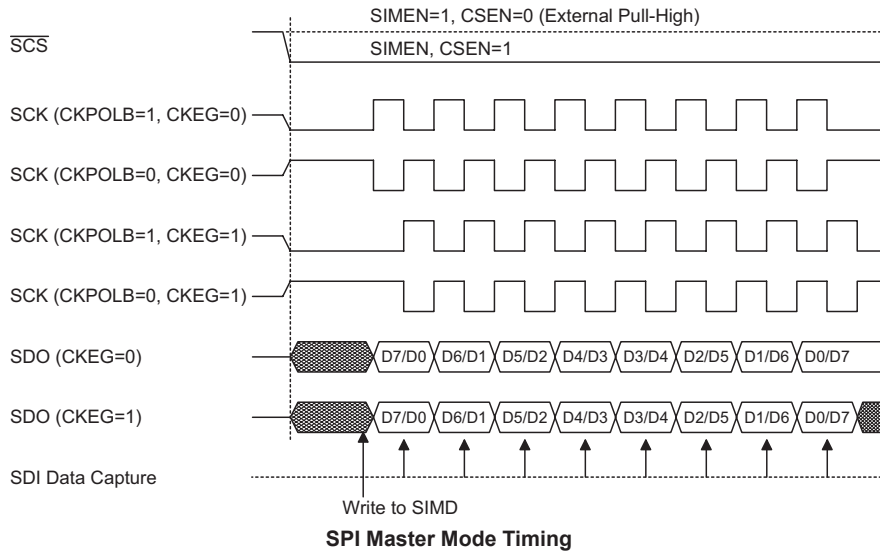 SIMEN=1, CSEN=0 (External Pull-High)
SCS
SIMEN, CSEN=1
SCK (CKPOLB=1, CKEG=0)
SCK (CKPOLB=0, CKEG=0)
SCK (CKPOLB=1, CKEG=1)
SCK (CKPOLB=0, CKEG=1)
SDO (CKEG=0) D7/D0 D6/D1 D5/D2 D4/D3 D3/D4 D2/D5 D1/D6 D0/D7
SDO (CKEG=1) D7/D0 D6/D1 D5/D2 D4/D3 D3/D4 D2/D5 D1/D6 D0/D7
SDI Data Capture
Write to SIMD
SPI Master Mode Timing